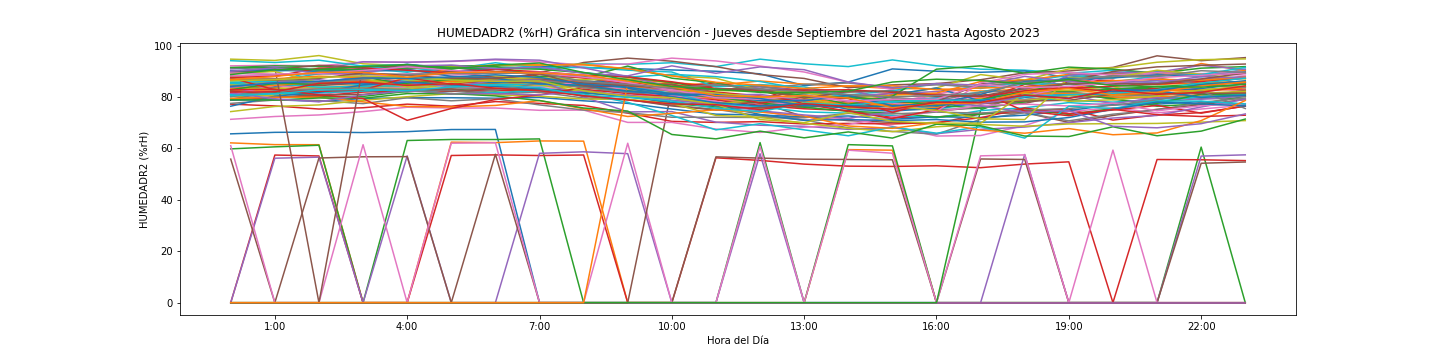 HUMEDADR2 (%rH) Gráfica sin intervención - Jueves desde Septiembre del 2021 hasta Agosto 2023
HUMEDADR2 (%rH)
100
80
60
40
20
0
1:00 4:00 7:00 10:00 13:00 16:00 19:00 22:00
Hora del Día